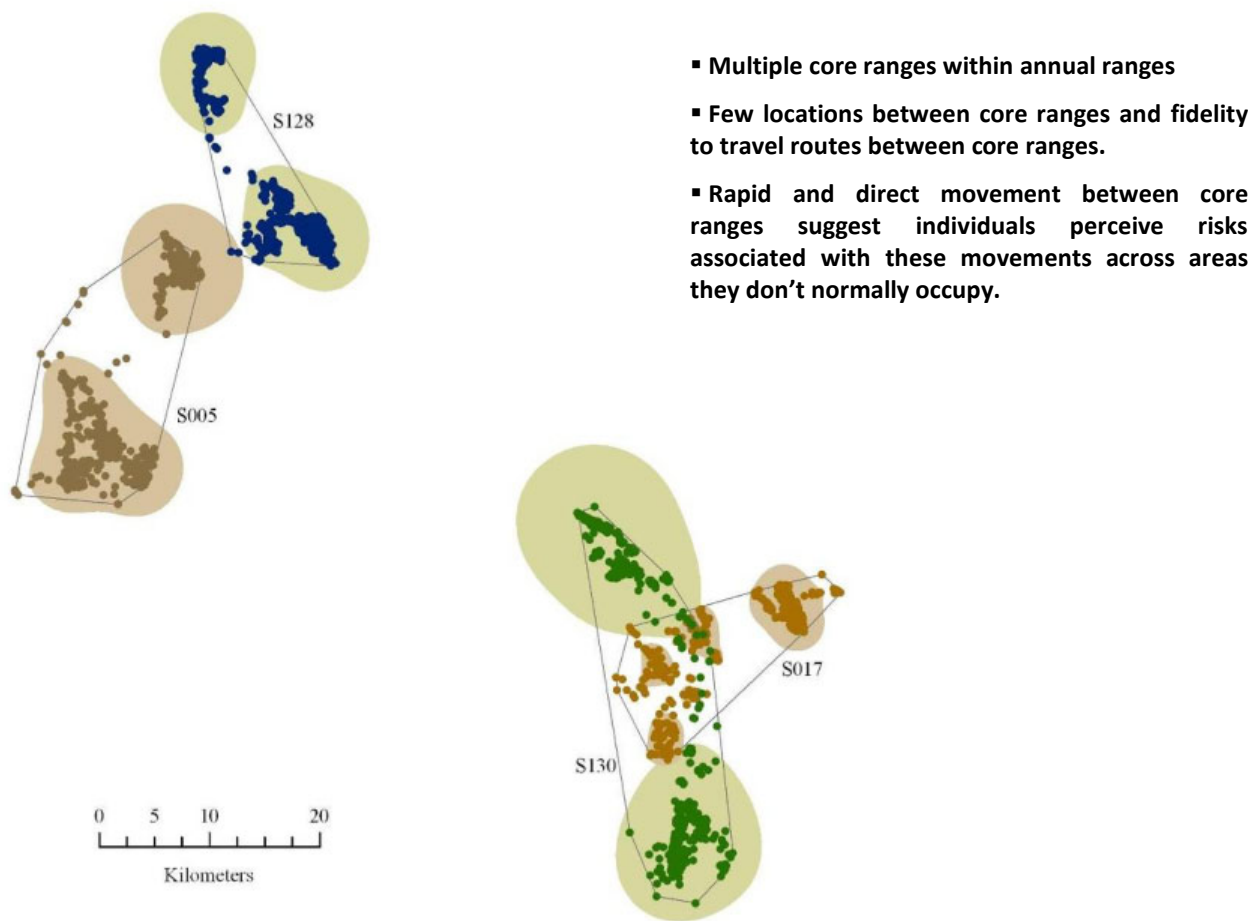 ▪ Multiple core ranges within annual ranges
▪ Few locations between core ranges and fidelity
to travel routes between core ranges.
▪ Rapid and direct movement between core
ranges suggest individuals perceive risks
associated with these movements across areas
they don’t normally occupy.
S128
S005
S017
S130
0 5 10 20
Kilometers